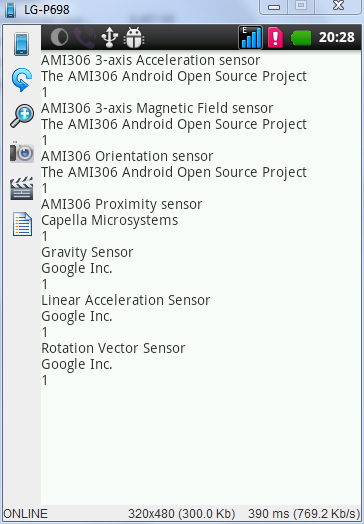 LG-P698
E
20:28
AMI306 3-axis Acceleration sensor
The AMI306 Android Open Source Project
1
AMI306 3-axis Magnetic Field sensor
The AMI306 Android Open Source Project
1
AMI306 Orientation sensor
The AMI306 Android Open Source Project
1
AMI306 Proximity sensor
Capella Microsystems
1
Gravity Sensor
Google Inc.
1
Linear Acceleration Sensor
Google Inc.
1
Rotation Vector Sensor
Google Inc.
1
ONLINE 320x480 (300.0 Kb) 390 ms (769.2 Kb/s)